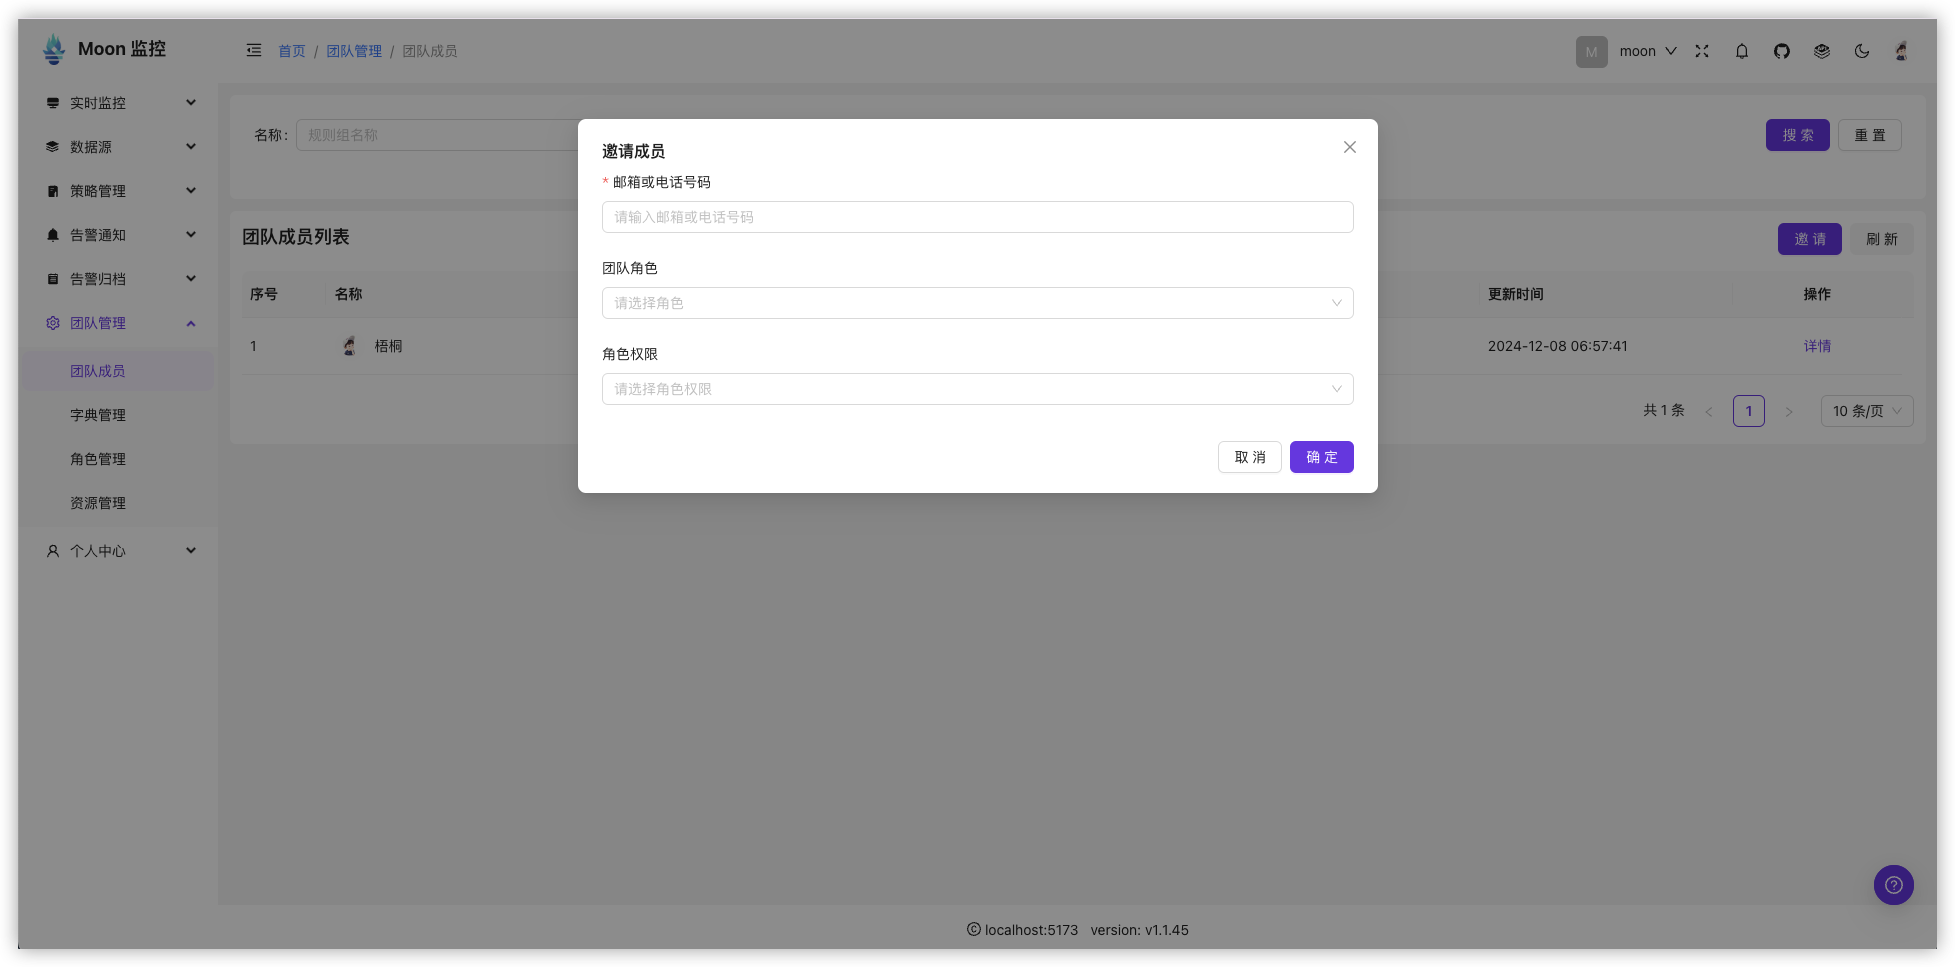 Moon 监控
首页 / 团队管理 / 团队成员
M moon
实时监控
数据源
策略管理
告警通知
告警归档
团队管理
团队成员
字典管理
角色管理
资源管理
个人中心
名称: 规则组名称
搜 索 重 置
团队成员列表
邀 请 刷 新
序号 名称 更新时间 操作
1 梧桐 2024-12-08 06:57:41 详情
共 1 条 1 10 条/页
邀请成员
* 邮箱或电话号码
请输入邮箱或电话号码
团队角色
请选择角色
角色权限
请选择角色权限
取 消 确 定
© localhost:5173 version: v1.1.45